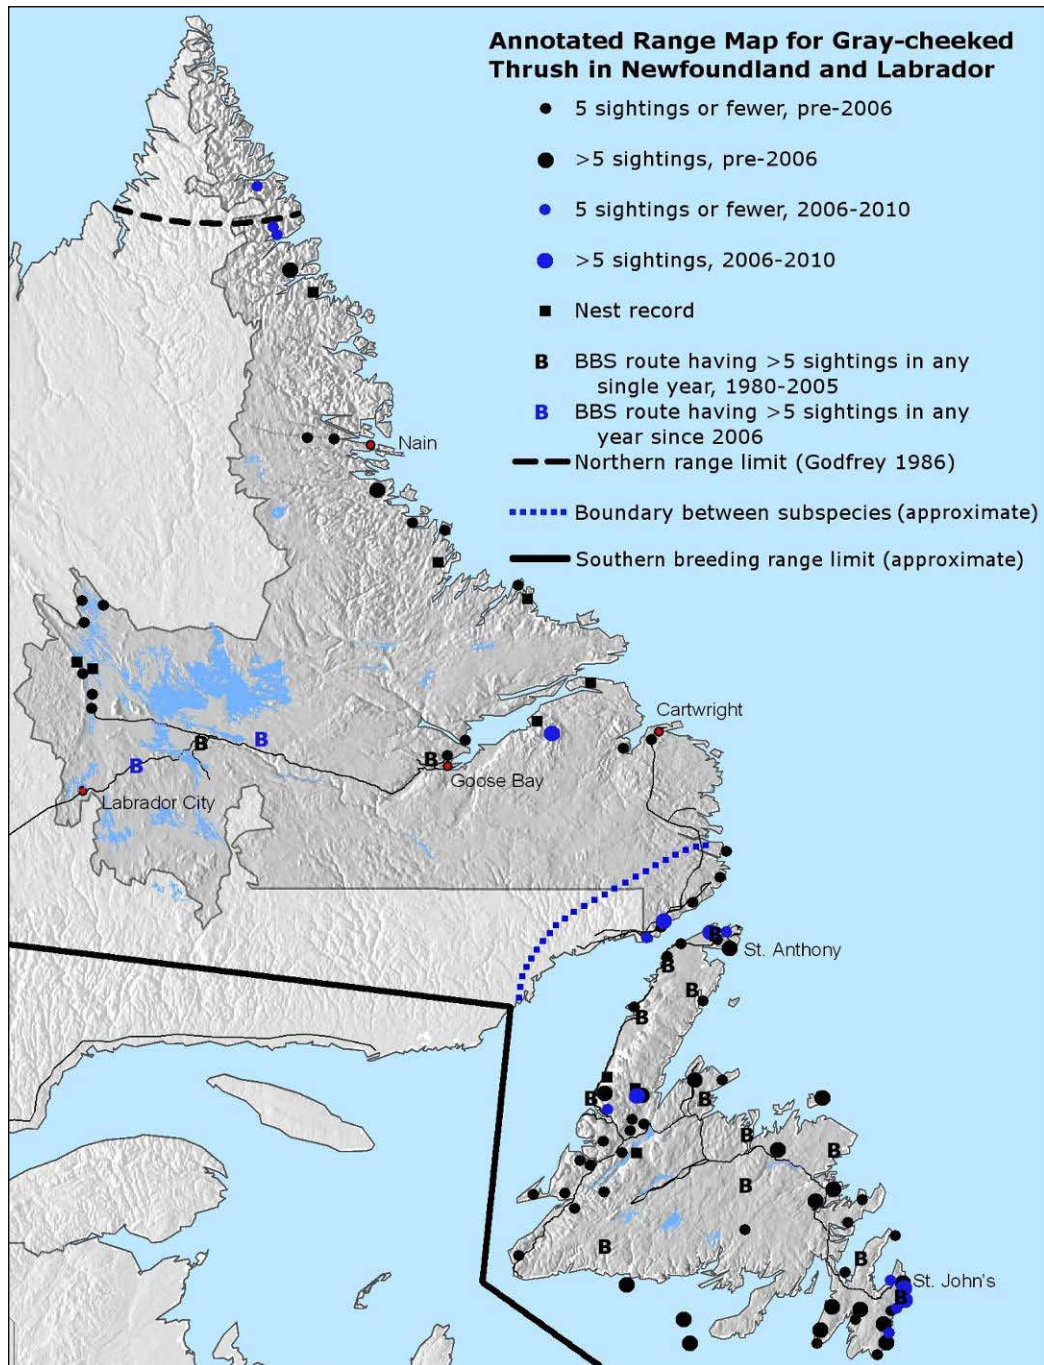 Annotated Range Map for Gray-cheeked
Thrush in Newfoundland and Labrador
5 sightings or fewer, pre-2006
>5 sightings, pre-2006
5 sightings or fewer, 2006-2010
>5 sightings, 2006-2010
Nest record
B BBS route having >5 sightings in any
single year, 1980-2005
B BBS route having >5 sightings in any
year since 2006
Northern range limit (Godfrey 1986)
Boundary between subspecies (approximate)
Southern breeding range limit (approximate)
Nain
Cartwright
B
B
B
Goose Bay
B
Labrador City
B
St. Anthony
B
B
B
B
B
B
B
B
B
B
St. John's
B